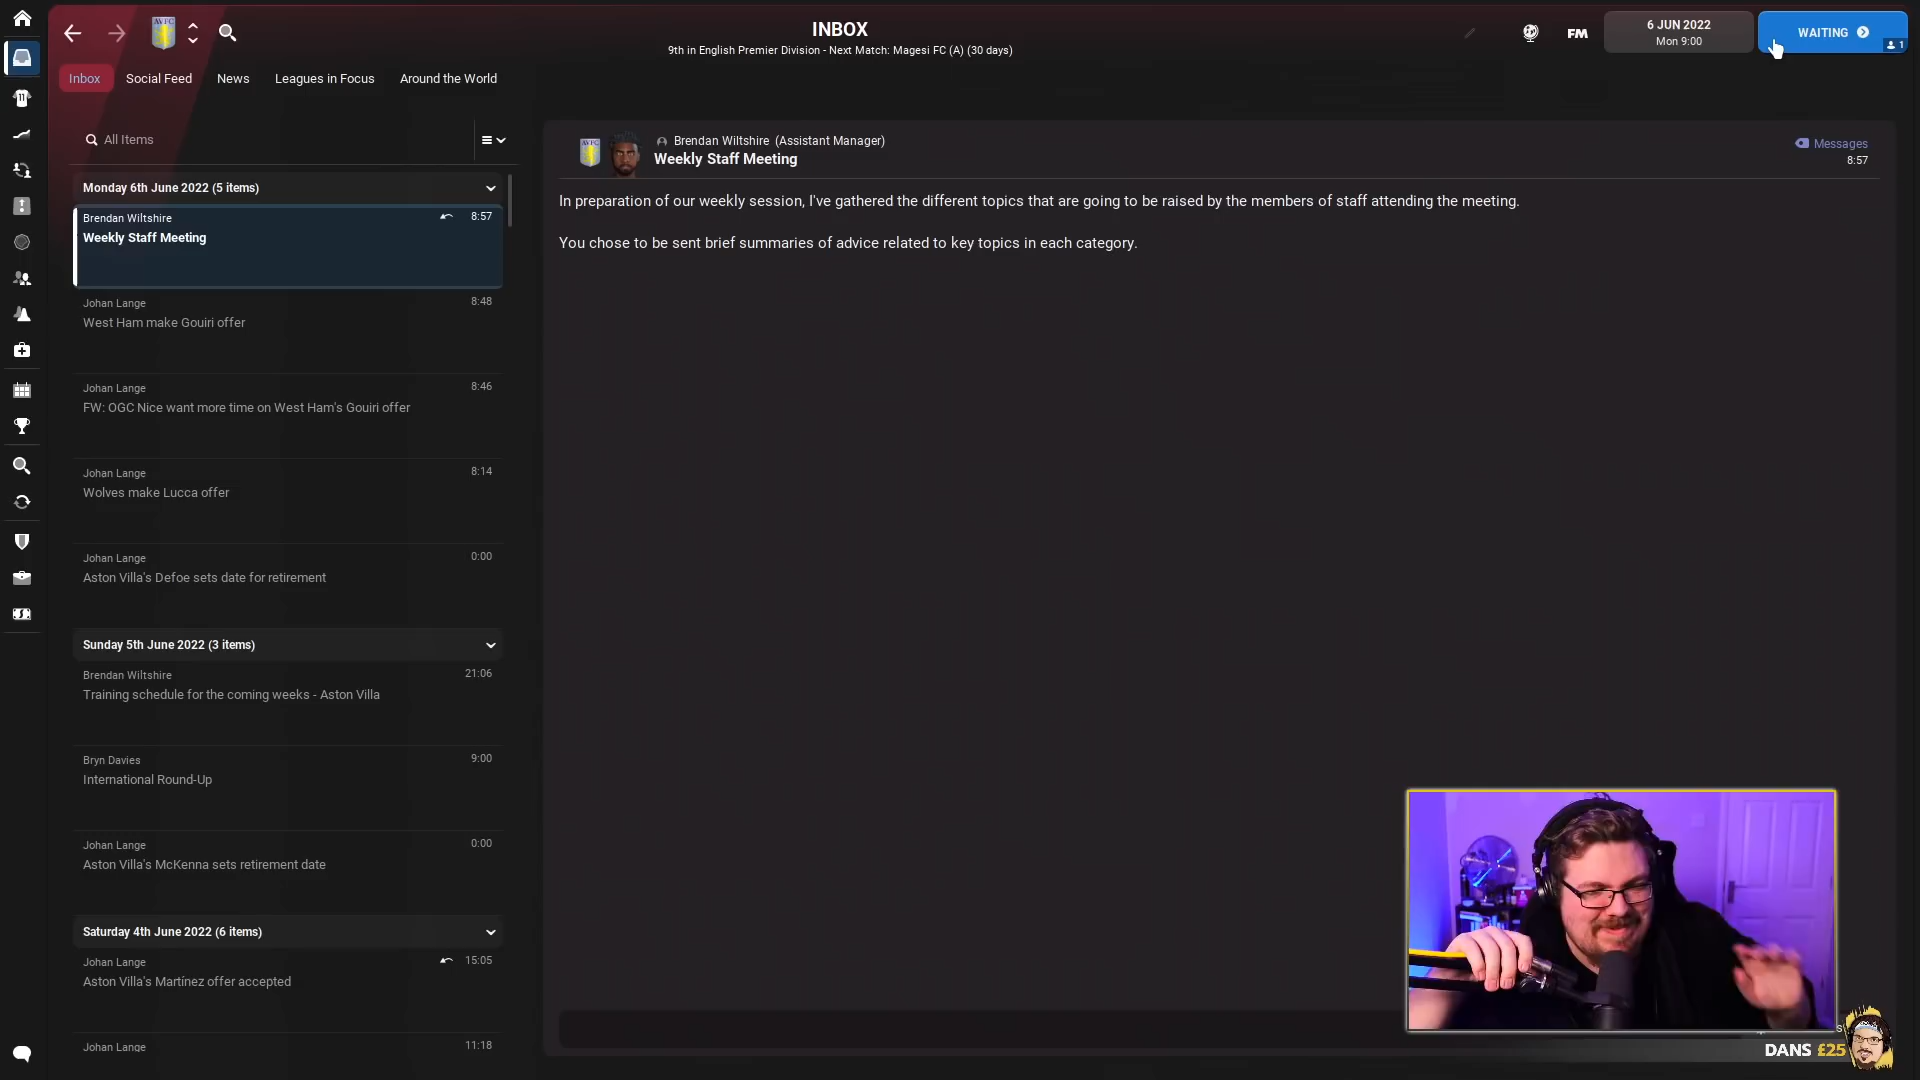 INBOX
9th in English Premier Division - Next Match: Magesi FC (A) (30 days)
FM
6 JUN 2022
Mon 9:00
WAITING
1
Inbox
Social Feed
News
Leagues in Focus
Around the World
All Items
Monday 6th June 2022 (5 items)
Brendan Wiltshire
8:57
Weekly Staff Meeting
Johan Lange
8:48
West Ham make Gouiri offer
Johan Lange
8:46
FW: OGC Nice want more time on West Ham's Gouiri offer
Johan Lange
8:14
Wolves make Lucca offer
Johan Lange
0:00
Aston Villa's Defoe sets date for retirement
Sunday 5th June 2022 (3 items)
Brendan Wiltshire
21:06
Training schedule for the coming weeks - Aston Villa
Bryn Davies
9:00
International Round-Up
Johan Lange
0:00
Aston Villa's McKenna sets retirement date
Saturday 4th June 2022 (6 items)
Johan Lange
15:05
Aston Villa's Martínez offer accepted
Johan Lange
11:18
Brendan Wiltshire (Assistant Manager)
Weekly Staff Meeting
Messages
8:57
In preparation of our weekly session, I've gathered the different topics that are going to be raised by the members of staff attending the meeting.
You chose to be sent brief summaries of advice related to key topics in each category.
DANS £25